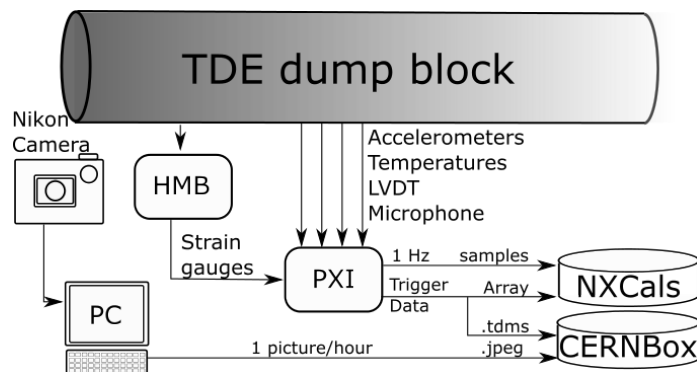 TDE dump block
Nikon
Camera
HMB
Accelerometers
Temperatures
LVDT
Microphone
Strain
gauges
PXI
1 Hz samples
Trigger Array
Data
NXCals
.tdms
PC
1 picture/hour .jpeg
CERNBox